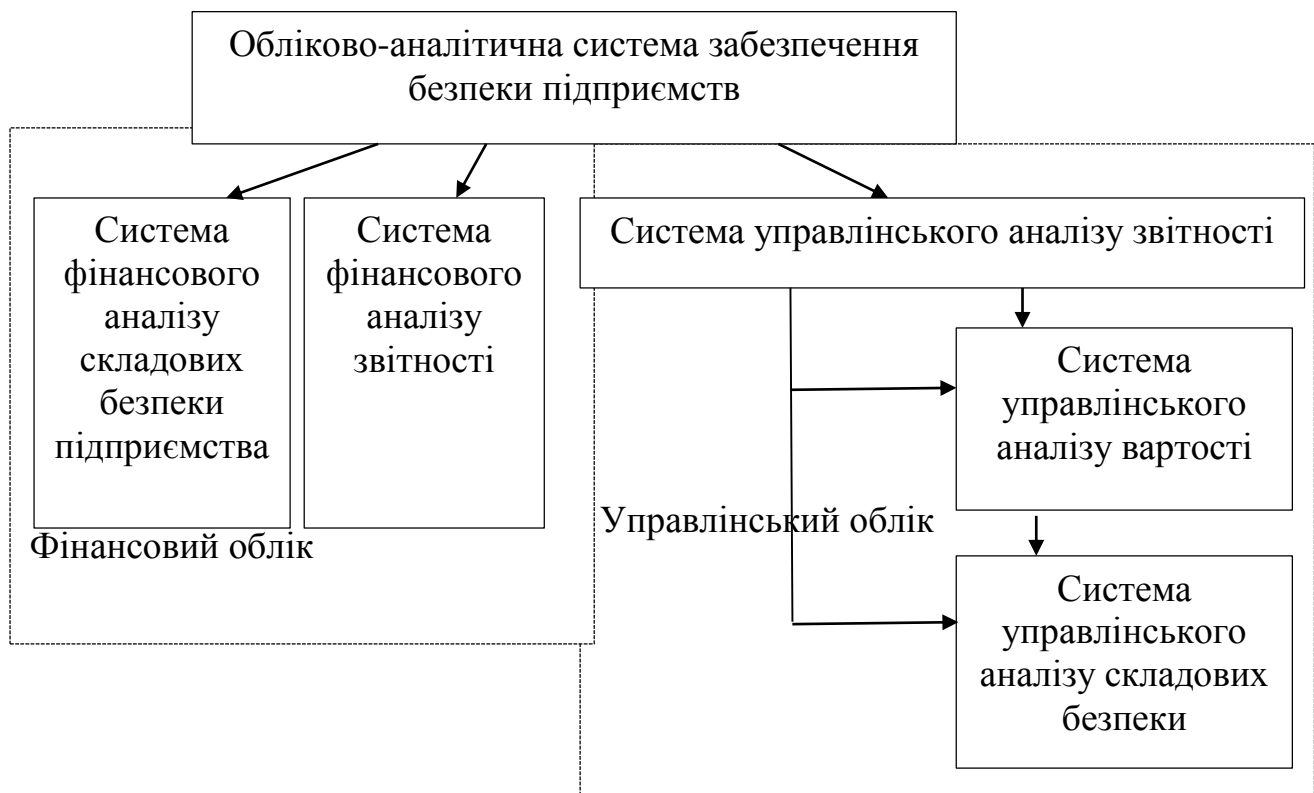 Обліково-аналітична система забезпечення
безпеки підприємств
Система
фінансового
аналізу
складових
безпеки
підприємства
Система
фінансового
аналізу
звітності
Система управлінського аналізу звітності
Система
управлінського
аналізу вартості
Управлінський облік
Фінансовий облік
Система
управлінського
аналізу складових
безпеки